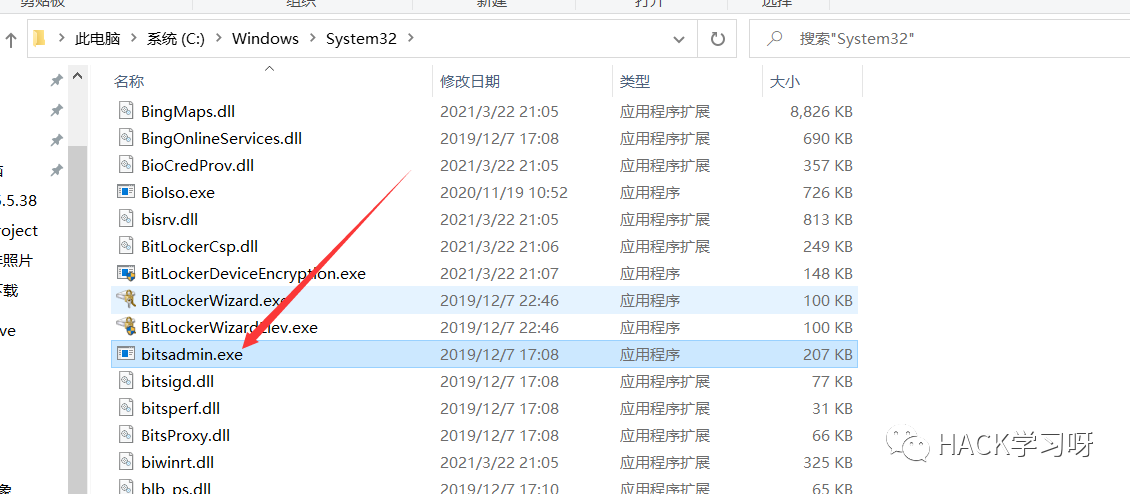 剪贴板 组织 新建 打开 选择
此电脑 系统 (C:) Windows System32 搜索"System32"
名称 修改日期 类型 大小
BingMaps.dll 2021/3/22 21:05 应用程序扩展 8,826 KB
BingOnlineServices.dll 2019/12/7 17:08 应用程序扩展 690 KB
BioCredProv.dll 2021/3/22 21:05 应用程序扩展 357 KB
BioIso.exe 2020/11/19 10:52 应用程序 726 KB
5.38 bisrv.dll 2021/3/22 21:05 应用程序扩展 813 KB
roject BitLockerCsp.dll 2021/3/22 21:06 应用程序扩展 249 KB
照片 BitLockerDeviceEncryption.exe 2021/3/22 21:07 应用程序 148 KB
载 BitLockerWizard.exe 2019/12/7 22:46 应用程序 100 KB
ve BitLockerWizardElev.exe 2019/12/7 22:46 应用程序 100 KB
bitsadmin.exe 2019/12/7 17:08 应用程序 207 KB
bitsigd.dll 2019/12/7 17:08 应用程序扩展 77 KB
bitsperf.dll 2019/12/7 17:08 应用程序扩展 31 KB
BitsProxy.dll 2019/12/7 17:08 应用程序扩展 66 KB
biwinrt.dll 2021/3/22 21:05 应用程序扩展 325 KB
象 blb_ps.dll 2019/12/7 17:10 应用程序扩展 65 KB
HACK学习呀